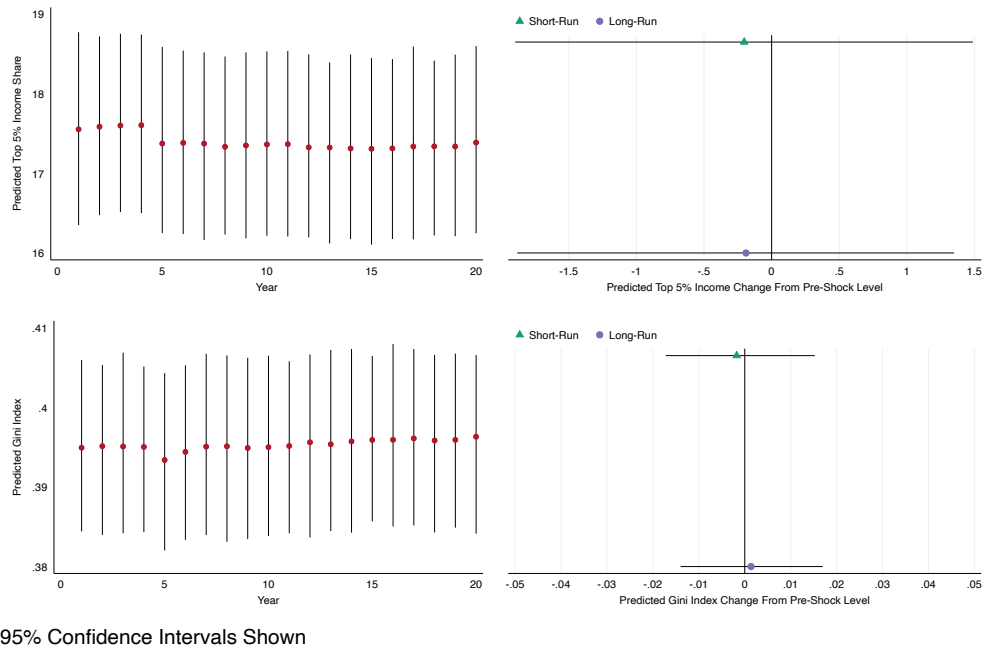 19
18
17
16
Predicted Top 5% Income Share
0 5 10 15 20
Year
Short-Run Long-Run
-1.5 -1 -.5 0 .5 1 1.5
Predicted Top 5% Income Change From Pre-Shock Level
.41
.4
.39
.38
Predicted Gini Index
0 5 10 15 20
Year
Short-Run Long-Run
-.05 -.04 -.03 -.02 -.01 0 .01 .02 .03 .04 .05
Predicted Gini Index Change From Pre-Shock Level
95% Confidence Intervals Shown